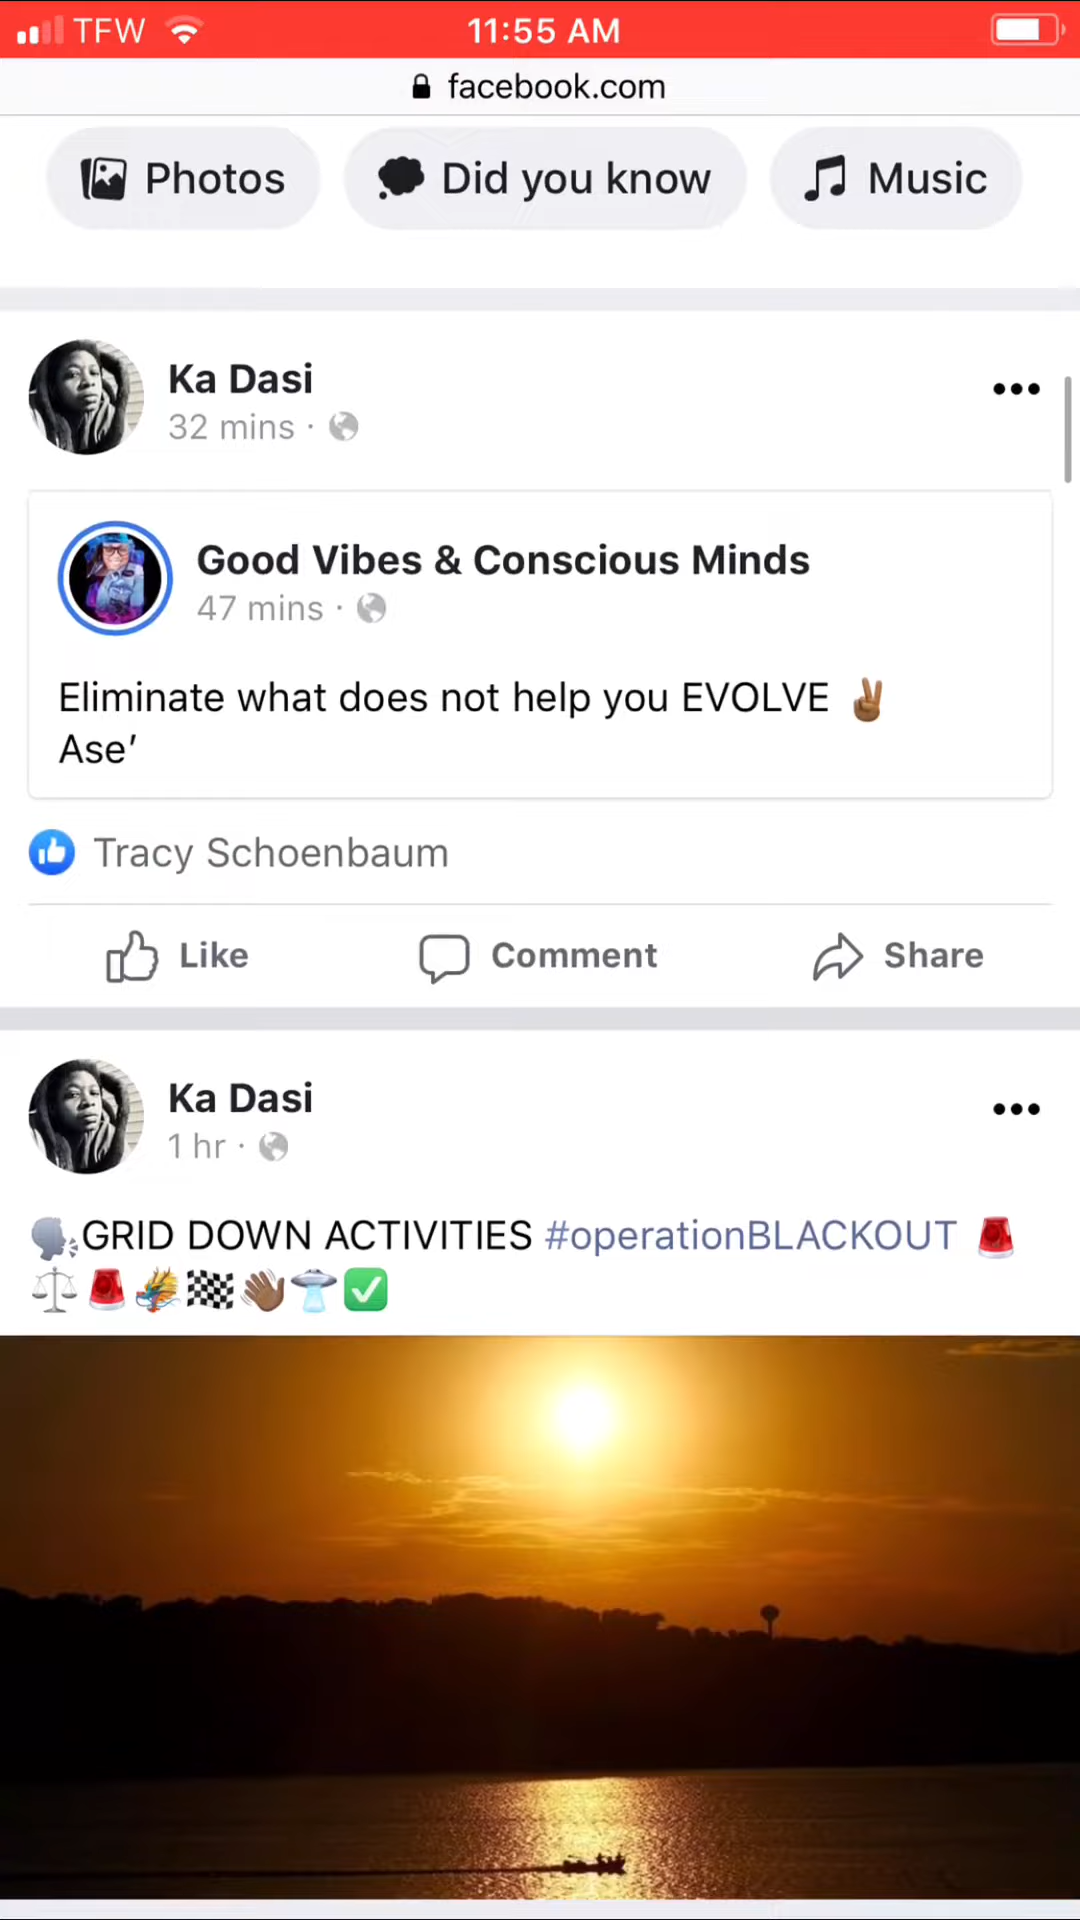 TFW 11:55 AM
facebook.com
Photos Did you know Music
Ka Dasi
32 mins ·
Good Vibes & Conscious Minds
47 mins ·
Eliminate what does not help you EVOLVE ✌🏾
Ase’
Tracy Schoenbaum
Like Comment Share
Ka Dasi
1 hr ·
🗣GRID DOWN ACTIVITIES #operationBLACKOUT 🚨
⚖️🚨🐉🏁👋🏾🛸✅